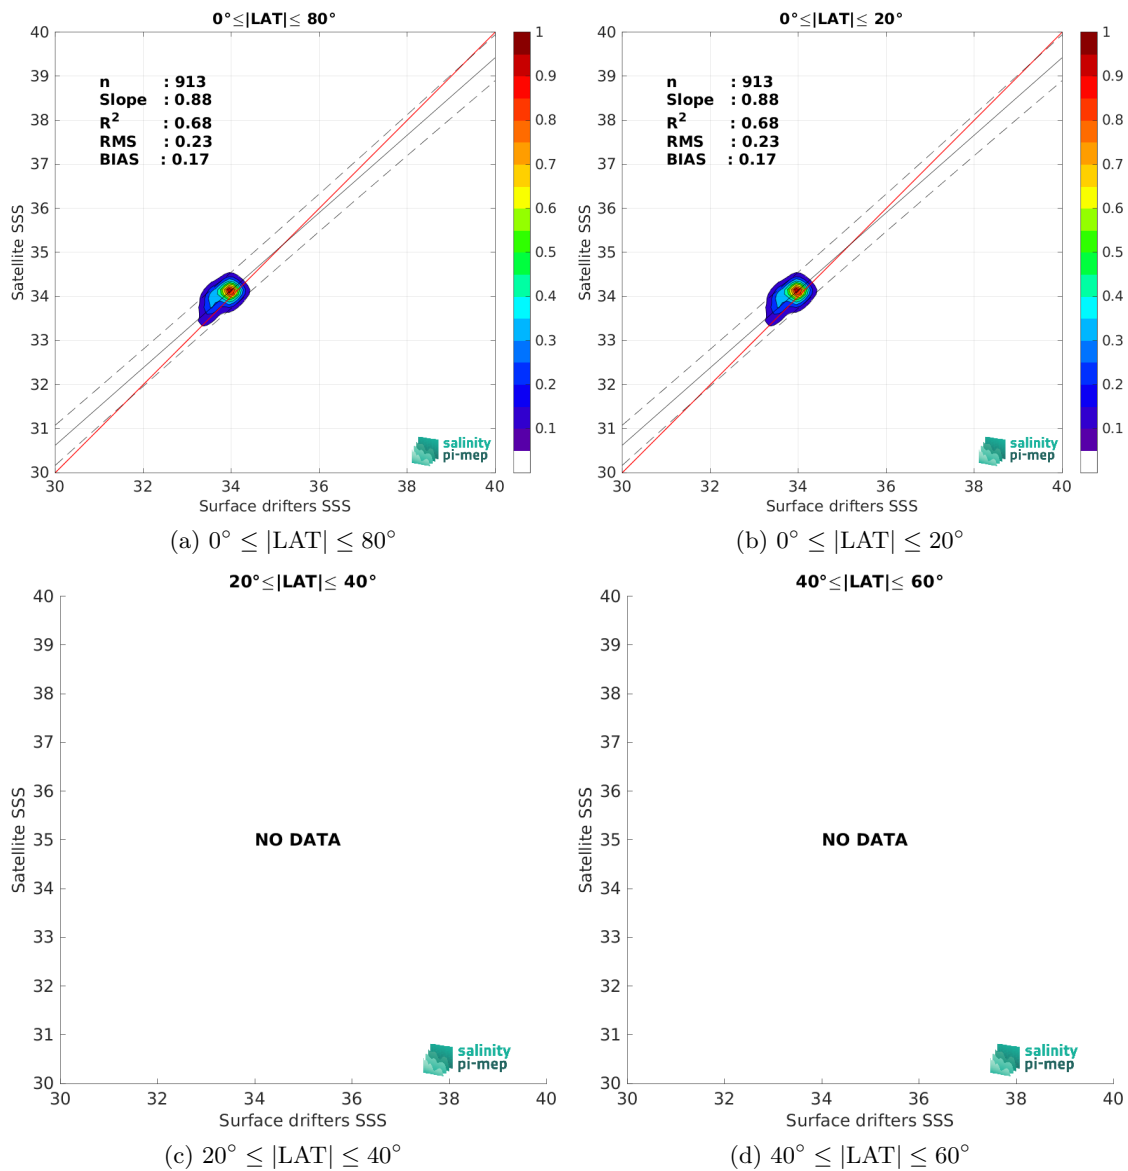 0°≤|LAT|≤ 80°
40
39
38
37
36
35
34
33
32
31
30
Satellite SSS
n : 913
Slope : 0.88
R² : 0.68
RMS : 0.23
BIAS : 0.17
salinity
pi-mep
30 32 34 36 38 40
Surface drifters SSS
1
0.9
0.8
0.7
0.6
0.5
0.4
0.3
0.2
0.1
(a) 0° ≤ |LAT| ≤ 80°
0°≤|LAT|≤ 20°
40
39
38
37
36
35
34
33
32
31
30
Satellite SSS
n : 913
Slope : 0.88
R² : 0.68
RMS : 0.23
BIAS : 0.17
salinity
pi-mep
30 32 34 36 38 40
Surface drifters SSS
1
0.9
0.8
0.7
0.6
0.5
0.4
0.3
0.2
0.1
(b) 0° ≤ |LAT| ≤ 20°
20°≤|LAT|≤ 40°
40
39
38
37
36
35
34
33
32
31
30
Satellite SSS
NO DATA
salinity
pi-mep
30 32 34 36 38 40
Surface drifters SSS
(c) 20° ≤ |LAT| ≤ 40°
40°≤|LAT|≤ 60°
40
39
38
37
36
35
34
33
32
31
30
Satellite SSS
NO DATA
salinity
pi-mep
30 32 34 36 38 40
Surface drifters SSS
(d) 40° ≤ |LAT| ≤ 60°